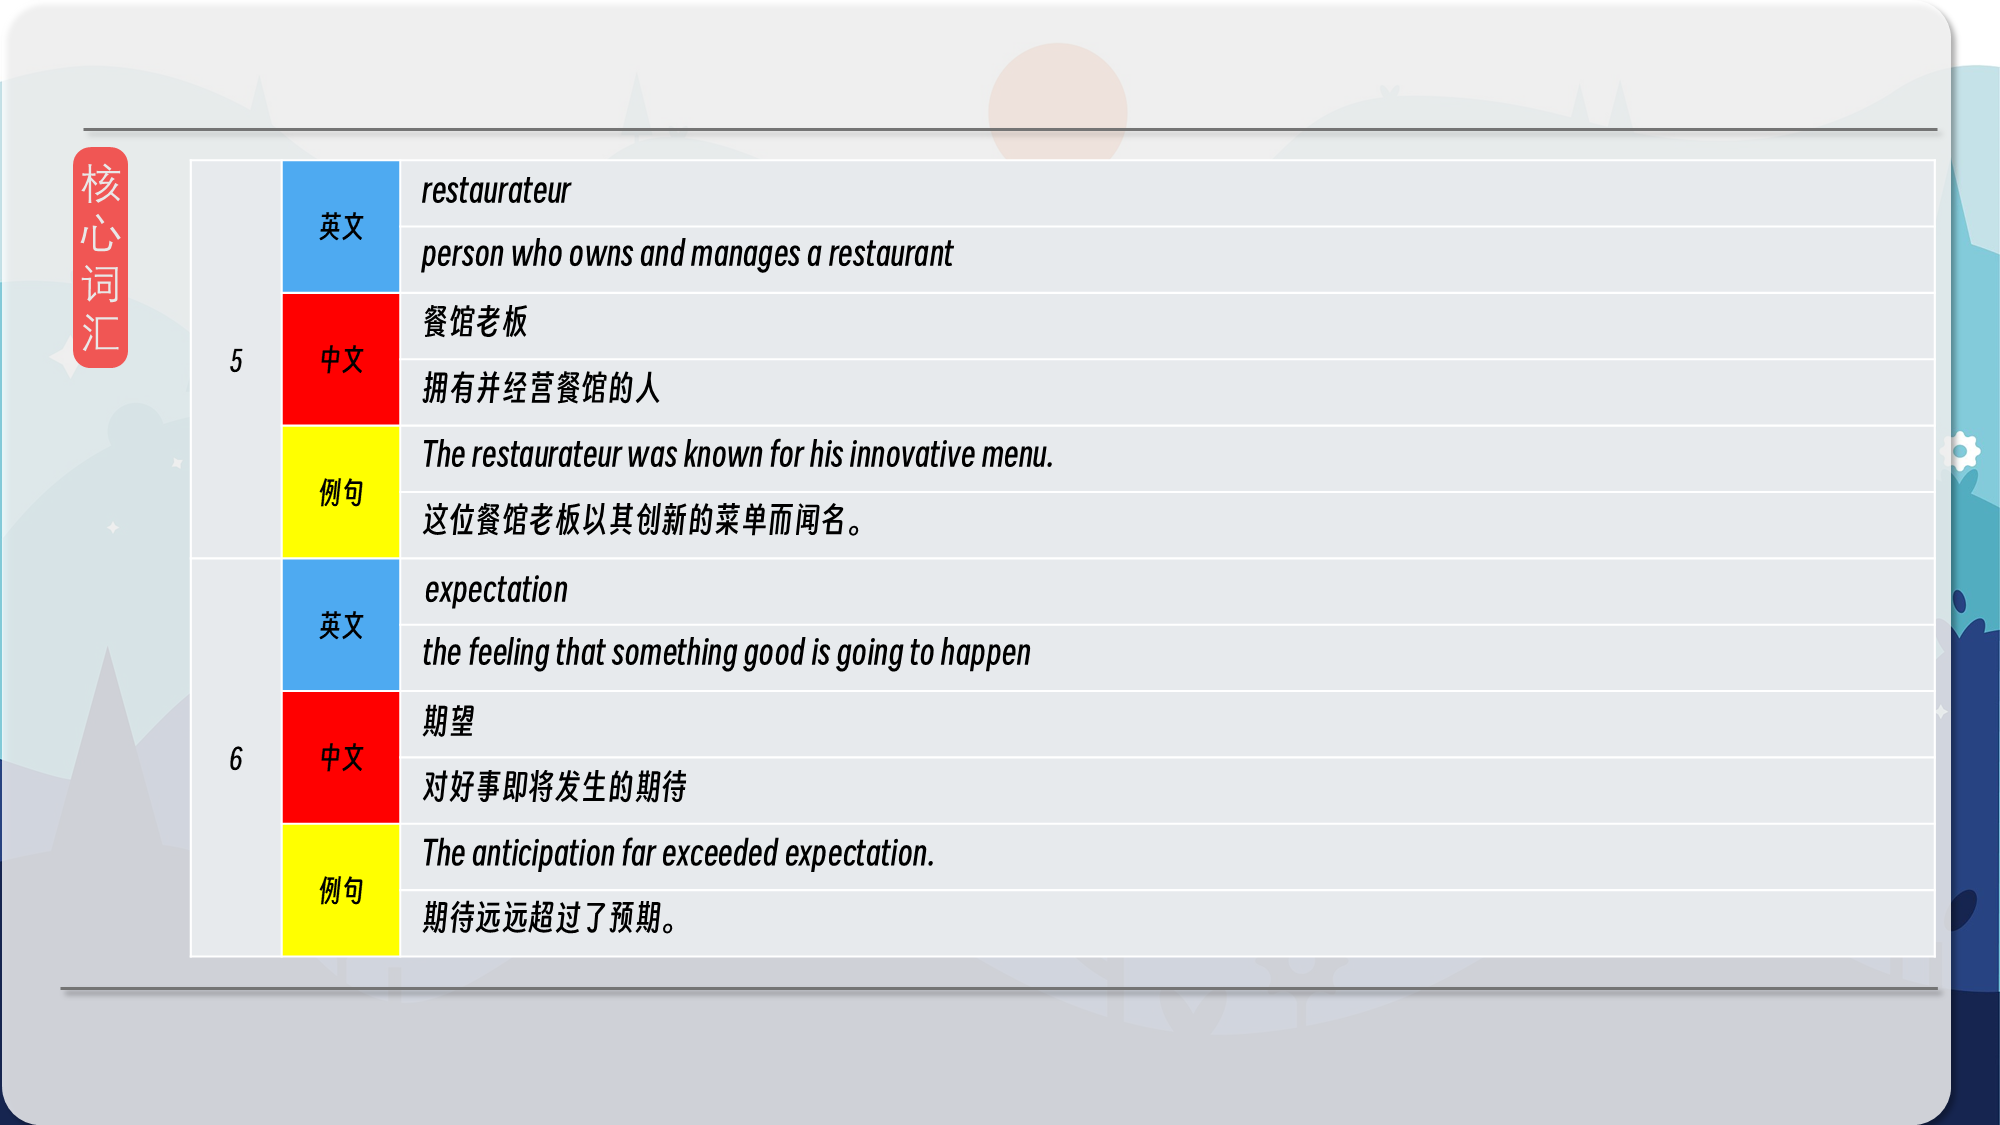 核心词汇
5
英文
restaurateur
person who owns and manages a restaurant
中文
餐馆老板
拥有并经营餐馆的人
例句
The restaurateur was known for his innovative menu.
这位餐馆老板以其创新的菜单而闻名。
6
英文
expectation
the feeling that something good is going to happen
中文
期望
对好事即将发生的期待
例句
The anticipation far exceeded expectation.
期待远远超过了预期。